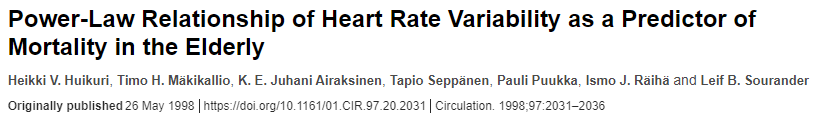 Power-Law Relationship of Heart Rate Variability as a Predictor of
Mortality in the Elderly
Heikki V. Huikuri, Timo H. Mäkikallio, K. E. Juhani Airaksinen, Tapio Seppänen, Pauli Puukka, Ismo J. Räihä and Leif B. Sourander
Originally published 26 May 1998 | https://doi.org/10.1161/01.CIR.97.20.2031 | Circulation. 1998;97:2031–2036